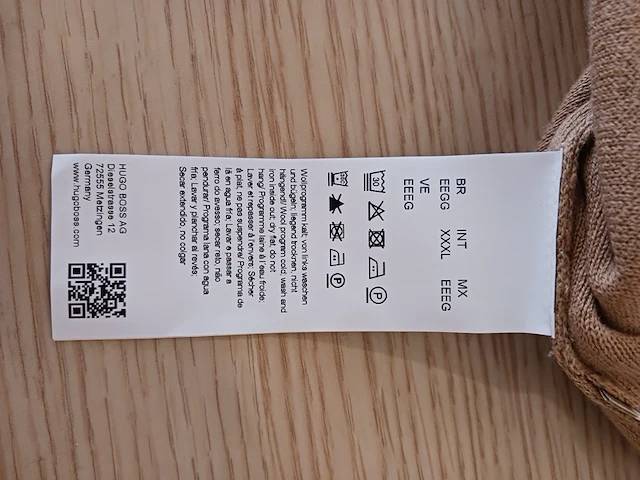 BR INT MX
EEGG XXXL EEEG
VE
EEEG
30
P
P
Wollprogramm kalt; von links waschen
und bügeln; liegend trocknen, nicht
hängend/ Wool program cold, wash and
iron inside out; dry flat, do not
hang/ Programme laine à l'eau froide;
Laver et repasser à l'envers; Sécher
à plat, ne pas suspendre/ Programa de
lã em água fria; Lavar e passar a
ferro do avesso; secar reto, não
pendurar/ Programa lana con agua
fría; Lavar y planchar al revés;
Secar extendido, no colgar
HUGO BOSS AG
Dieselstrasse 12
72555 Metzingen
Germany
www.hugoboss.com